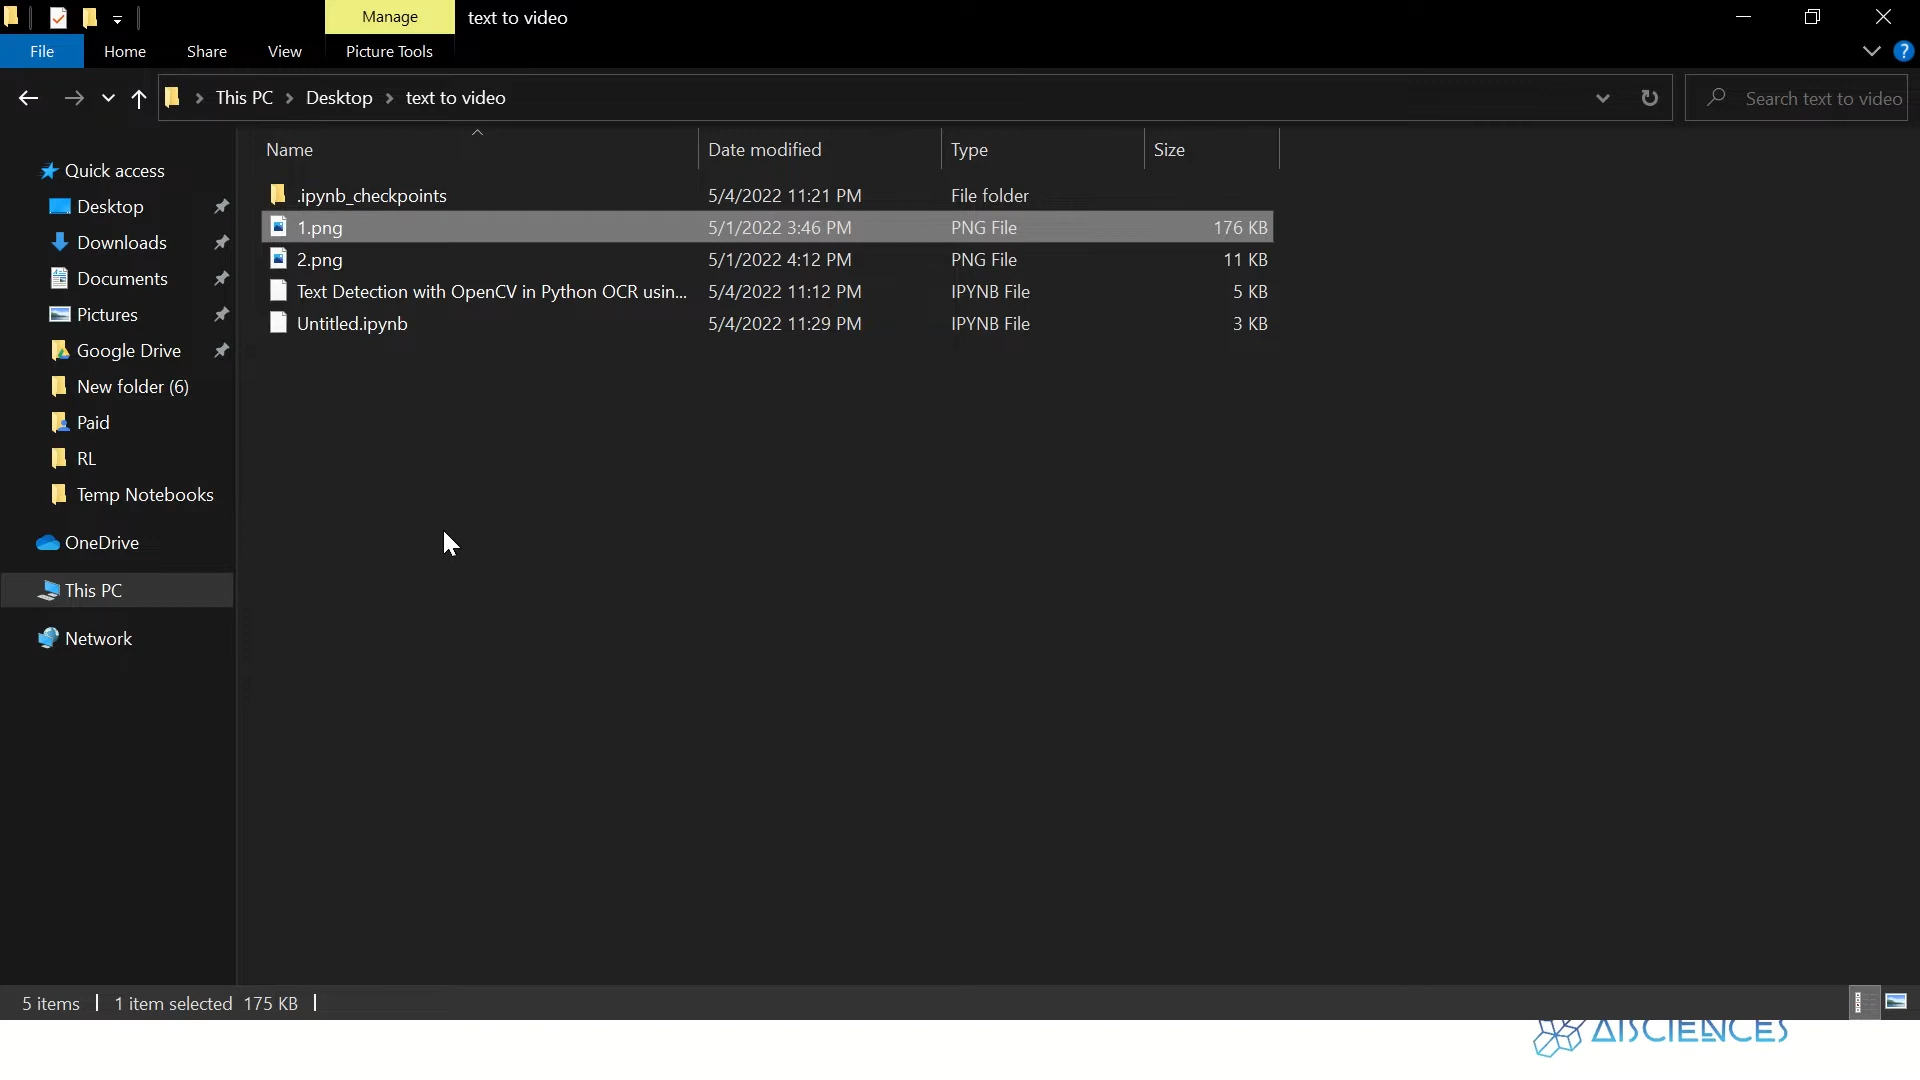 Manage
text to video
File
Home
Share
View
Picture Tools
?
This PC
Desktop
text to video
Search text to video
Name
Date modified
Type
Size
Quick access
Desktop
Downloads
Documents
Pictures
Google Drive
New folder (6)
Paid
RL
Temp Notebooks
OneDrive
This PC
Network
.ipynb_checkpoints 5/4/2022 11:21 PM File folder
1.png 5/1/2022 3:46 PM PNG File 176 KB
2.png 5/1/2022 4:12 PM PNG File 11 KB
Text Detection with OpenCV in Python OCR usin... 5/4/2022 11:12 PM IPYNB File 5 KB
Untitled.ipynb 5/4/2022 11:29 PM IPYNB File 3 KB
5 items 1 item selected 175 KB
AISCIENCES